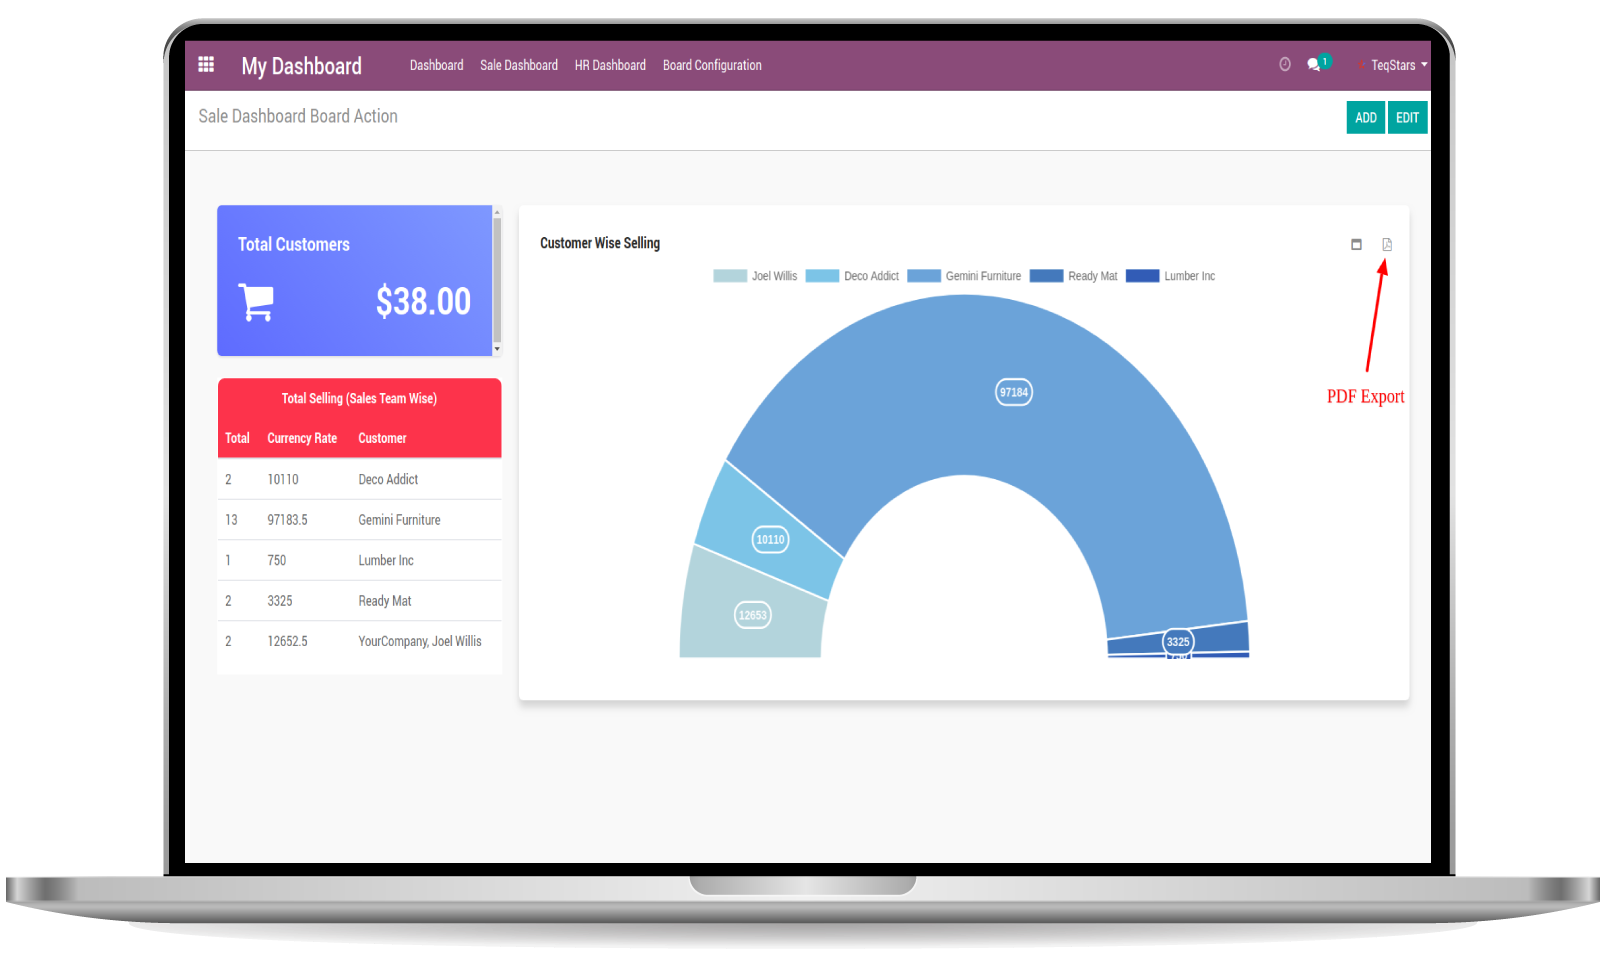 My Dashboard Dashboard Sale Dashboard HR Dashboard Board Configuration 1 TeqStars
Sale Dashboard Board Action ADD EDIT
Total Customers
$38.00
Total Selling (Sales Team Wise)
Total Currency Rate Customer
2 10110 Deco Addict
13 97183.5 Gemini Furniture
1 750 Lumber Inc
2 3325 Ready Mat
2 12652.5 YourCompany, Joel Willis
Customer Wise Selling
Joel Willis Deco Addict Gemini Furniture Ready Mat Lumber Inc
97184
10110
12653
3325
PDF Export